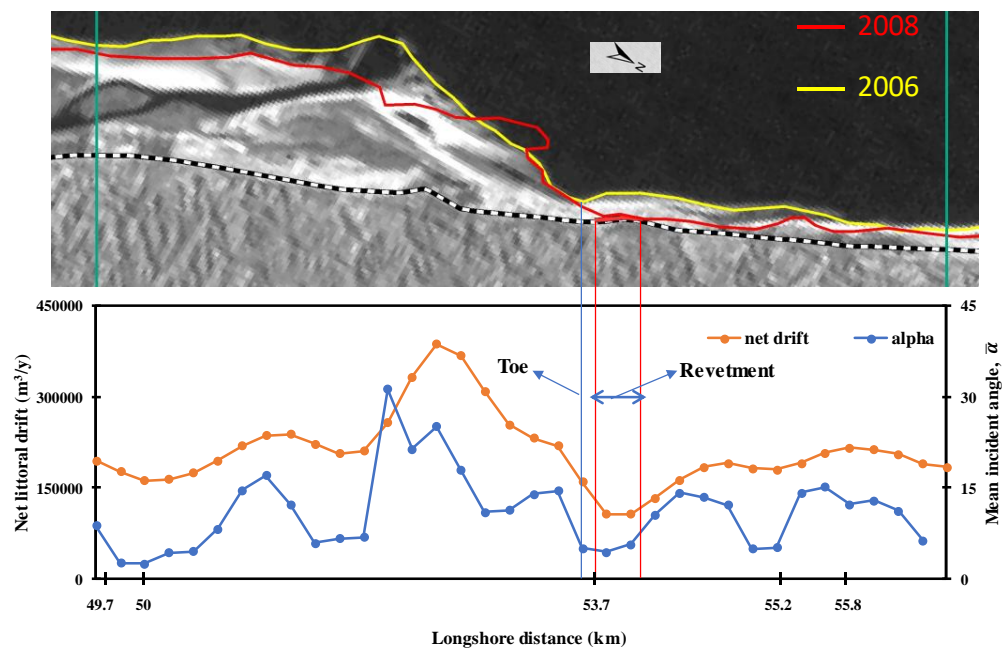 2008
N
2006
450000
300000
150000
0
Net littoral drift (m³/y)
45
30
15
0
Mean incident angle, ᾱ
net drift
alpha
Toe
Revetment
49.7
50
53.7
55.2
55.8
Longshore distance (km)